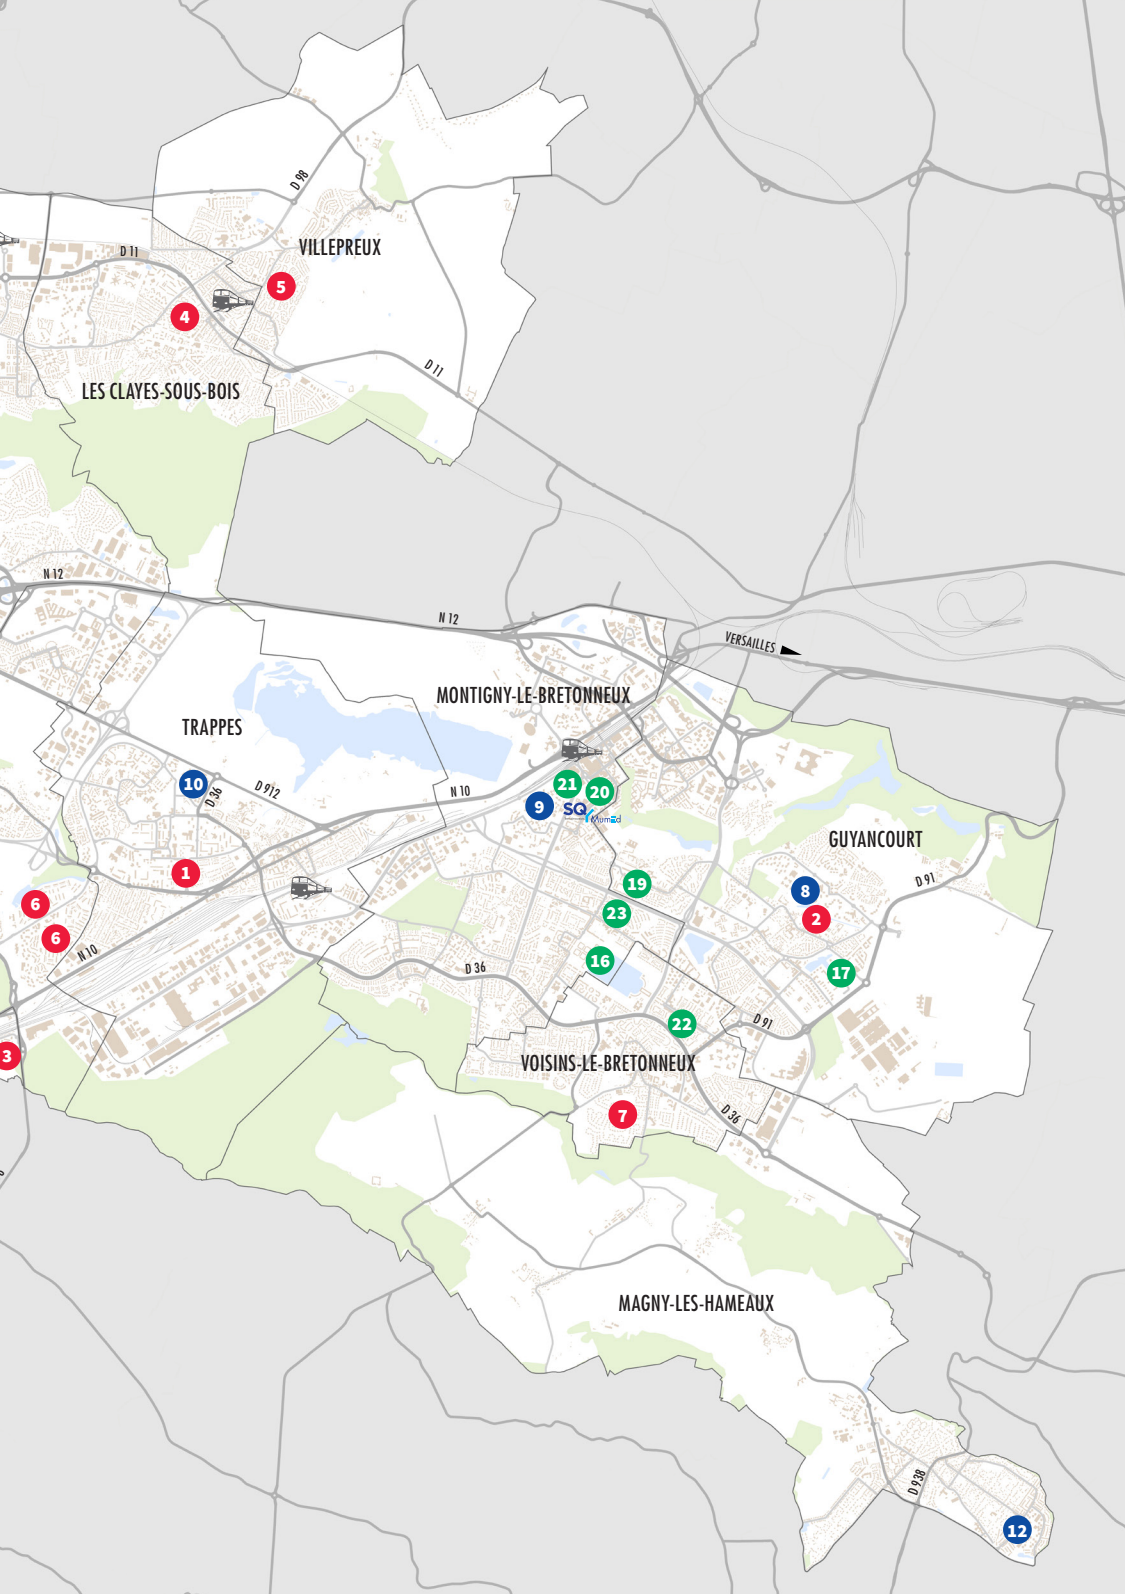 D 98
VILLEPREUX
D 11
5
4
D 11
LES CLAYES-SOUS-BOIS
N 12
N 12
VERSAILLES
MONTIGNY-LE-BRETONNEUX
TRAPPES
10
D 36
D 912
N 10
21
20
9
SQY
Mumed
GUYANCOURT
1
19
8
D 91
6
23
2
6
N 10
16
D 36
17
22
D 91
3
VOISINS-LE-BRETONNEUX
7
D 36
MAGNY-LES-HAMEAUX
D 938
12